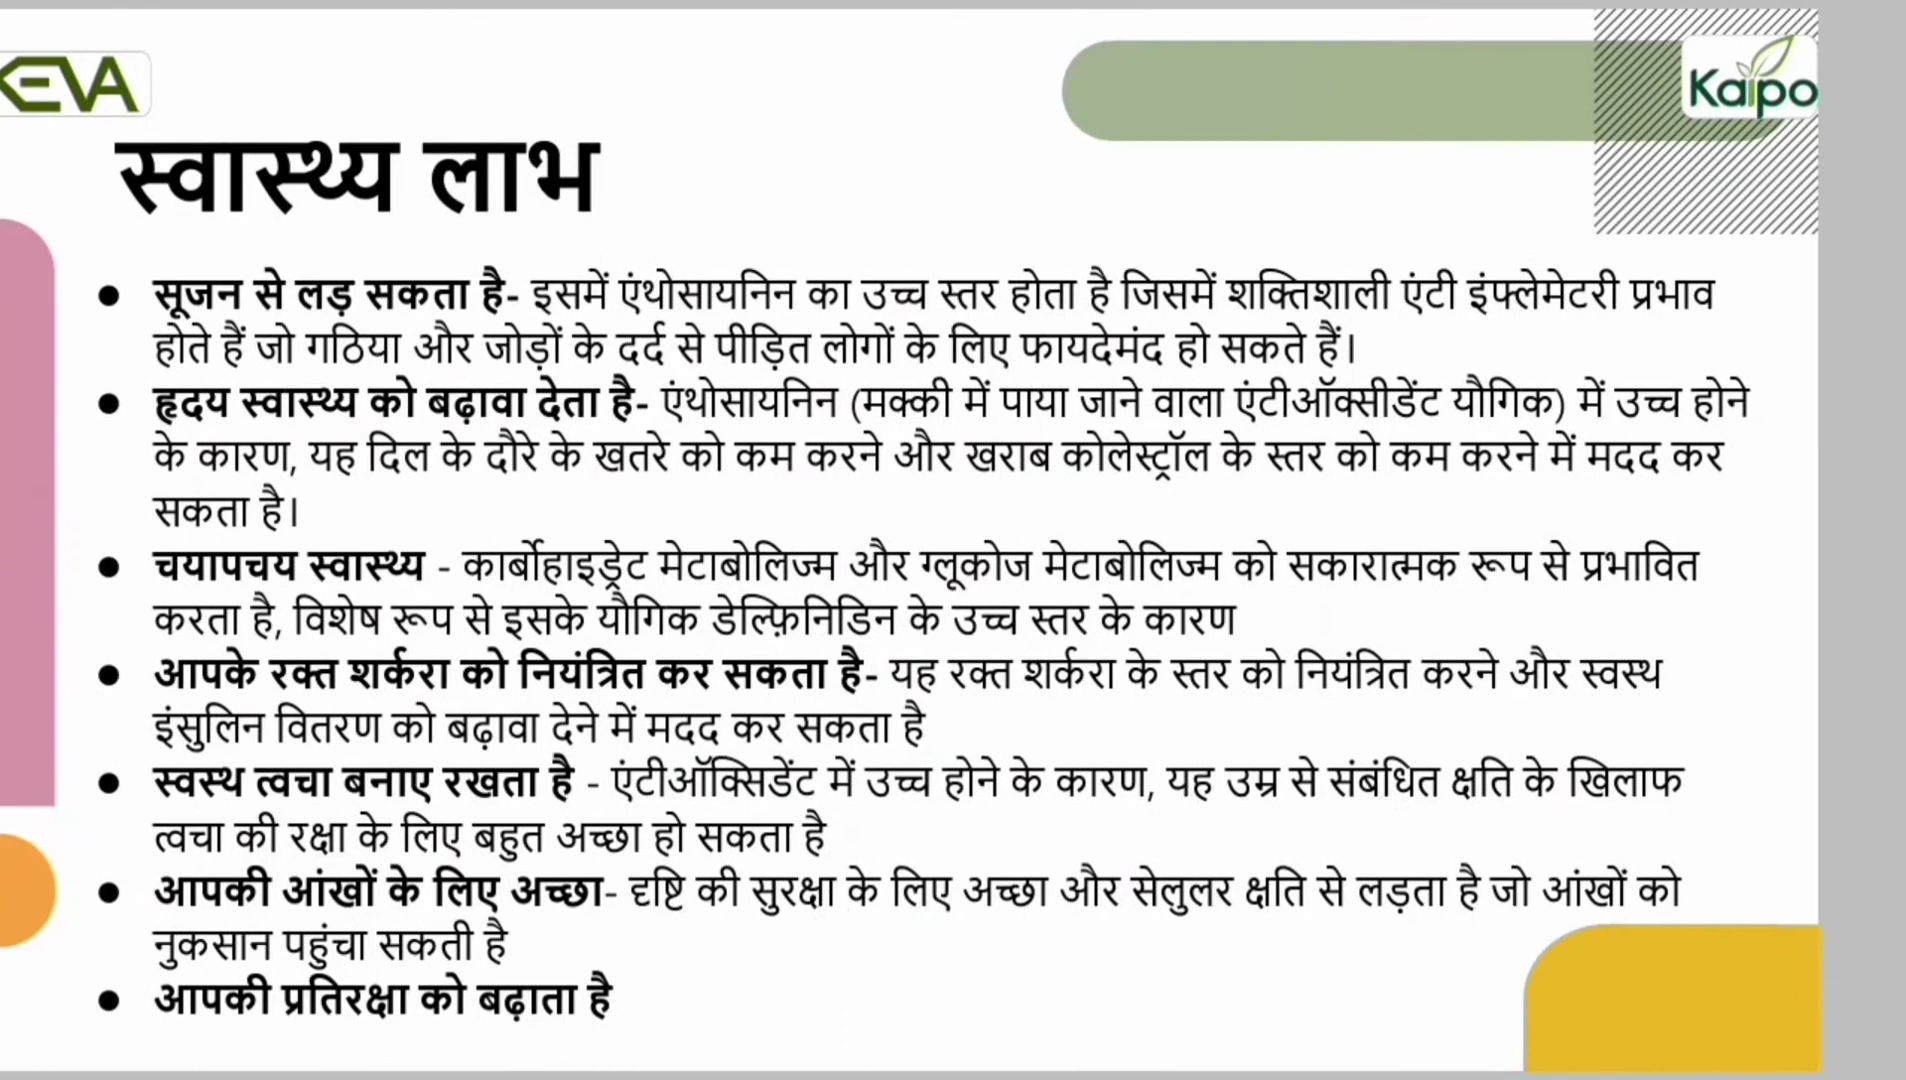 KEVA
Kaipo
स्वास्थ्य लाभ
● सूजन से लड़ सकता है- इसमें एंथोसायनिन का उच्च स्तर होता है जिसमें शक्तिशाली एंटी इंफ्लेमेटरी प्रभाव
होते हैं जो गठिया और जोड़ों के दर्द से पीड़ित लोगों के लिए फायदेमंद हो सकते हैं।
● हृदय स्वास्थ्य को बढ़ावा देता है- एंथोसायनिन (मक्की में पाया जाने वाला एंटीऑक्सीडेंट यौगिक) में उच्च होने
के कारण, यह दिल के दौरे के खतरे को कम करने और खराब कोलेस्ट्रॉल के स्तर को कम करने में मदद कर
सकता है।
● चयापचय स्वास्थ्य - कार्बोहाइड्रेट मेटाबोलिज्म और ग्लूकोज मेटाबोलिज्म को सकारात्मक रूप से प्रभावित
करता है, विशेष रूप से इसके यौगिक डेल्फ़िनिडिन के उच्च स्तर के कारण
● आपके रक्त शर्करा को नियंत्रित कर सकता है- यह रक्त शर्करा के स्तर को नियंत्रित करने और स्वस्थ
इंसुलिन वितरण को बढ़ावा देने में मदद कर सकता है
● स्वस्थ त्वचा बनाए रखता है - एंटीऑक्सिडेंट में उच्च होने के कारण, यह उम्र से संबंधित क्षति के खिलाफ
त्वचा की रक्षा के लिए बहुत अच्छा हो सकता है
● आपकी आंखों के लिए अच्छा- दृष्टि की सुरक्षा के लिए अच्छा और सेलुलर क्षति से लड़ता है जो आंखों को
नुकसान पहुंचा सकती है
● आपकी प्रतिरक्षा को बढ़ाता है